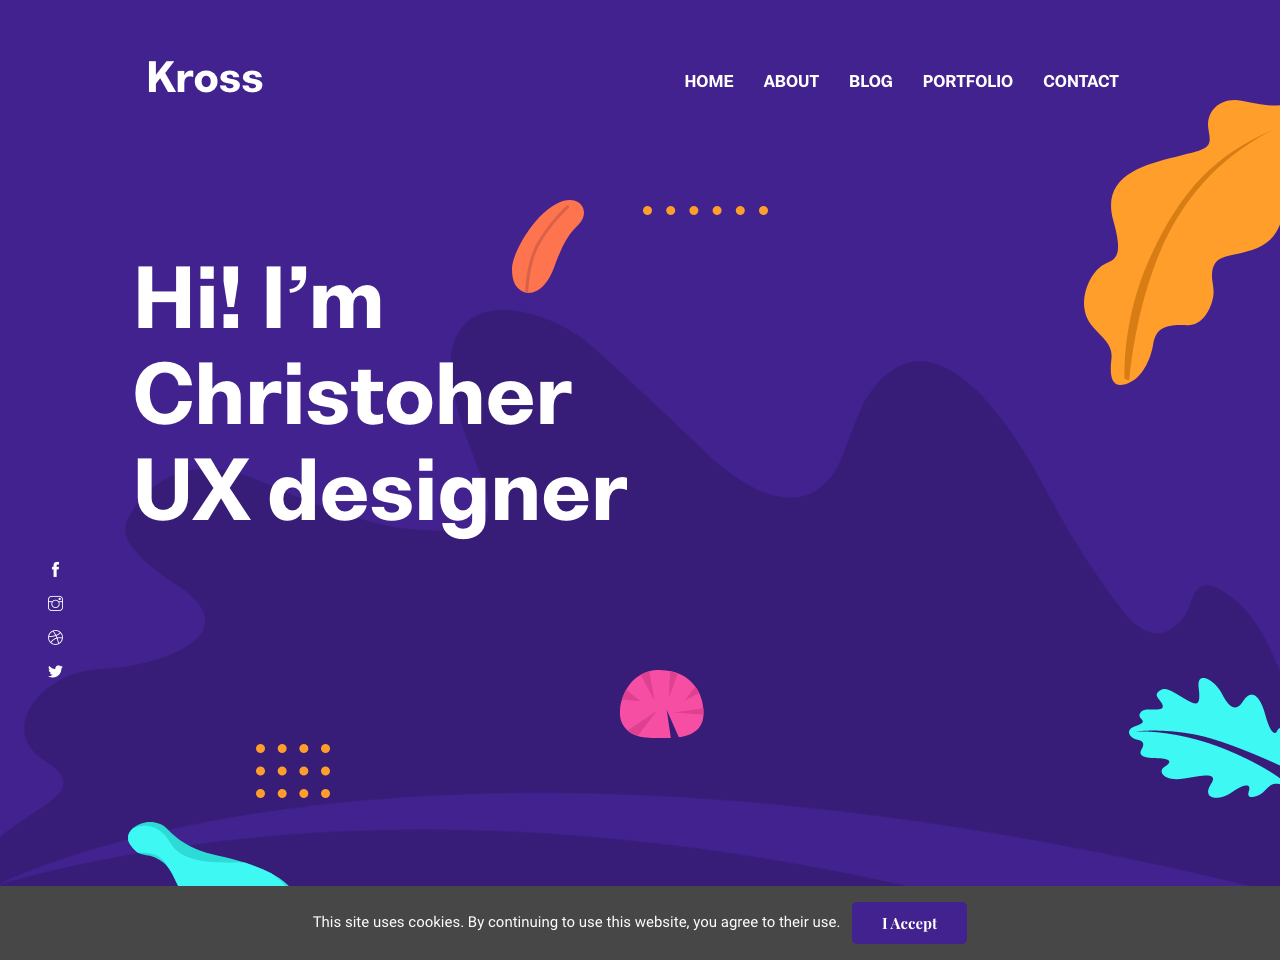 Kross
HOME ABOUT BLOG PORTFOLIO CONTACT
Hi! I’m
Christoher
UX designer
This site uses cookies. By continuing to use this website, you agree to their use.
I Accept